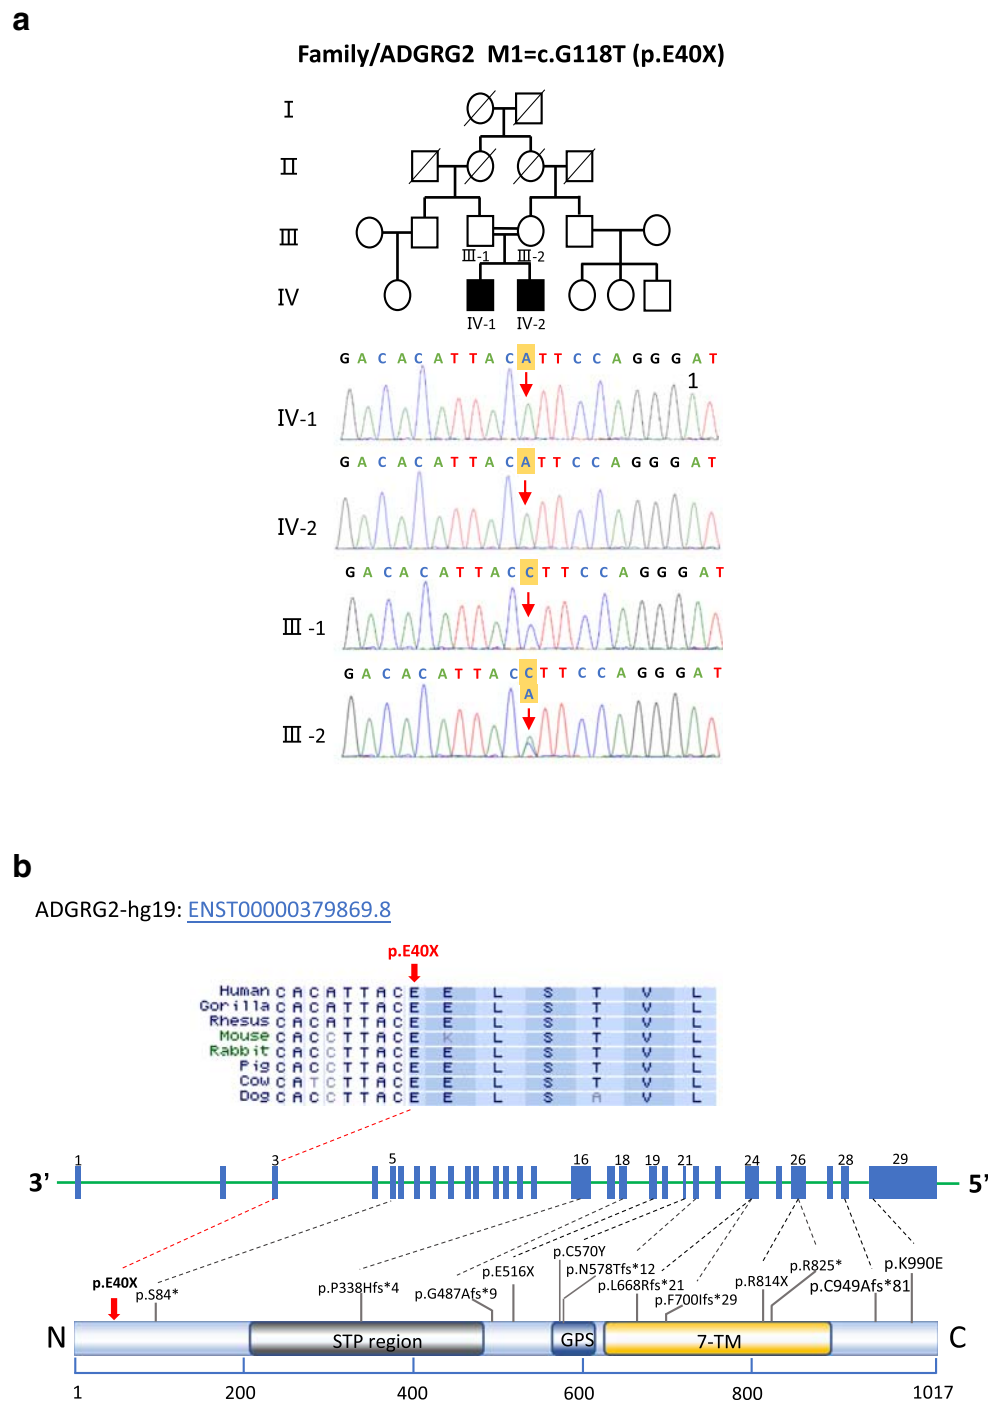 a
Family/ADGRG2 M1=c.G118T (p.E40X)
I
II
III
III-1 III-2
IV
IV-1 IV-2
G A C A C A T T A C A T T C C A G G G A T
1
IV-1
G A C A C A T T A C A T T C C A G G G A T
IV-2
G A C A C A T T A C C T T C C A G G G A T
III -1
G A C A C A T T A C C T T C C A G G G A T
A
III -2
b
ADGRG2-hg19: ENST00000379869.8
p.E40X
Human C A C A T T A C E E L S T V L
Gorilla C A C A T T A C E E L S T V L
Rhesus C A C A T T A C E E L S T V L
Mouse C A C C T T A C E K L S T V L
Rabbit C A C C T T A C E E L S T V L
Pig C A C C T T A C E E L S T V L
Cow C A T C T T A C E E L S T V L
Dog C A C C T T A C E E L S A V L
1 3 5 16 18 19 21 24 26 28 29
3’ 5’
p.E40X
p.S84*
p.P338Hfs*4
p.G487Afs*9
p.E516X
p.C570Y
p.N578Tfs*12
p.L668Rfs*21
p.F700Ifs*29
p.R814X
p.R825*
p.C949Afs*81
p.K990E
N STP region GPS 7-TM C
1 200 400 600 800 1017